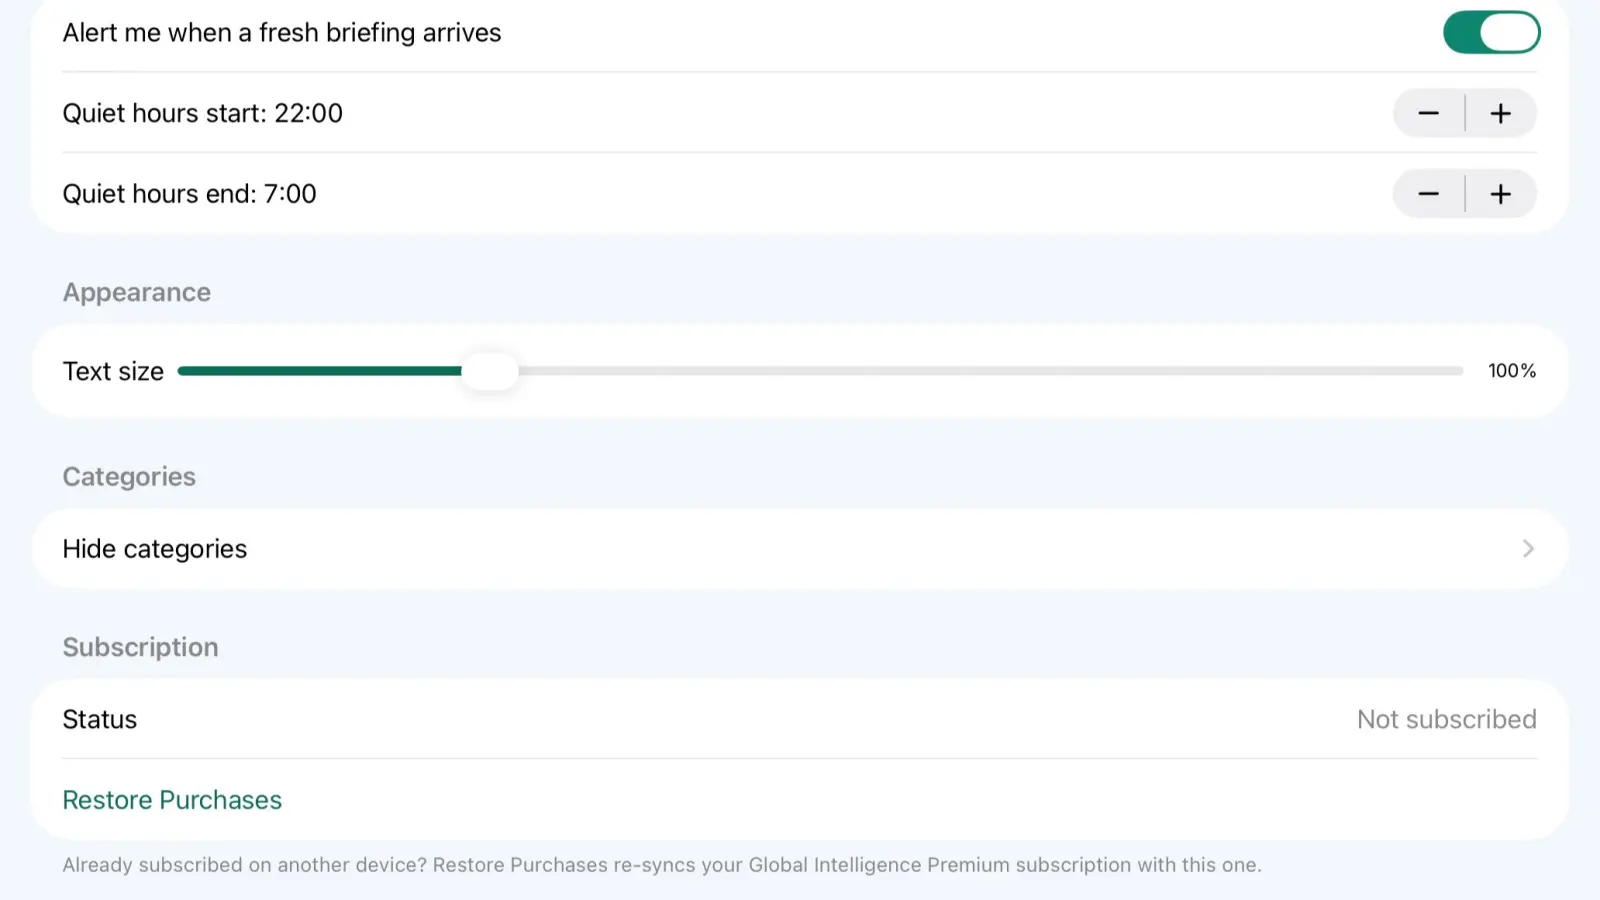 Alert me when a fresh briefing arrives
Quiet hours start: 22:00
Quiet hours end: 7:00
Appearance
Text size 100%
Categories
Hide categories
Subscription
Status Not subscribed
Restore Purchases
Already subscribed on another device? Restore Purchases re-syncs your Global Intelligence Premium subscription with this one.